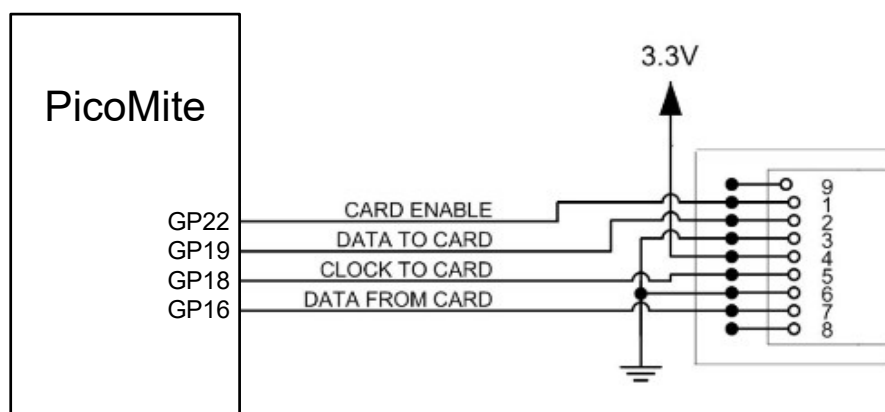 3.3V
PicoMite
9
GP22 CARD ENABLE 1
GP19 DATA TO CARD 2
3
4
GP18 CLOCK TO CARD 5
6
GP16 DATA FROM CARD 7
8